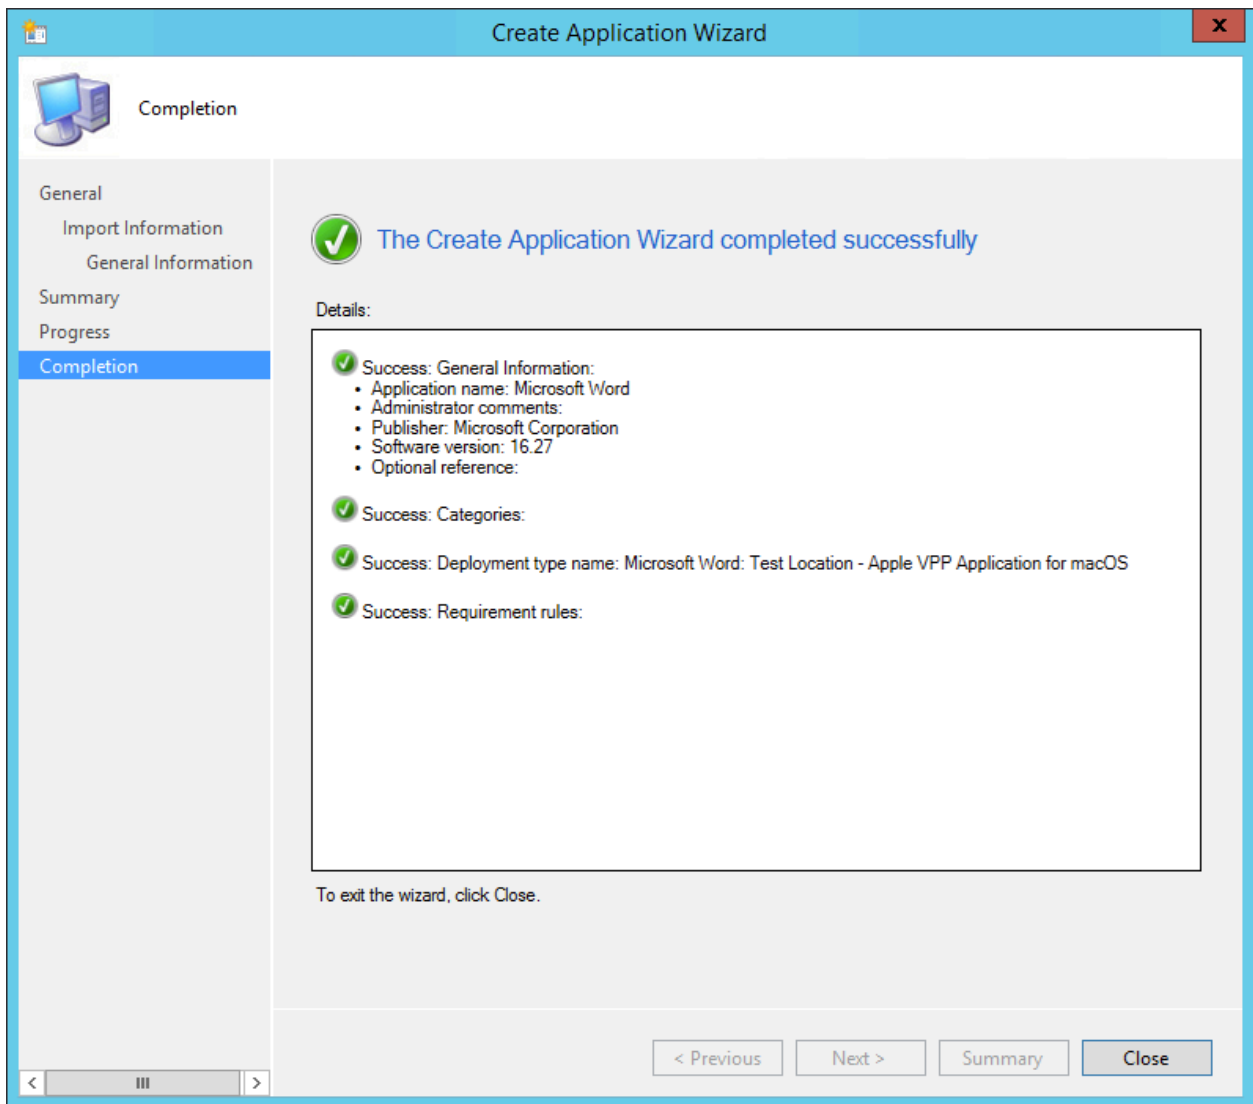 Create Application Wizard
x
Completion
General
Import Information
General Information
Summary
Progress
Completion
The Create Application Wizard completed successfully
Details:
Success: General Information:
• Application name: Microsoft Word
• Administrator comments:
• Publisher: Microsoft Corporation
• Software version: 16.27
• Optional reference:
Success: Categories:
Success: Deployment type name: Microsoft Word: Test Location - Apple VPP Application for macOS
Success: Requirement rules:
To exit the wizard, click Close.
< Previous
Next >
Summary
Close